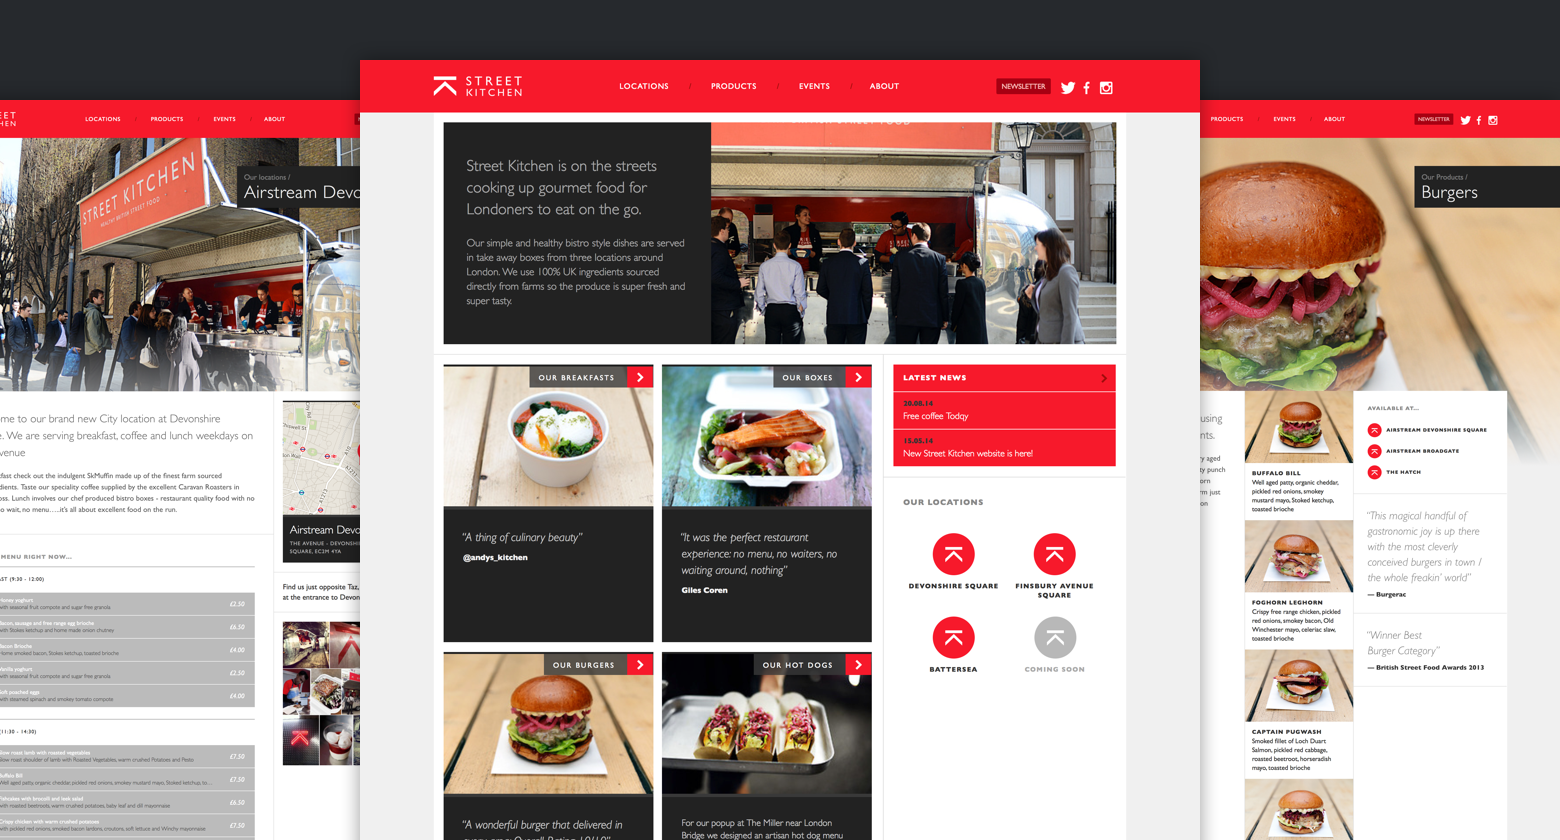 STREET
KITCHEN
LOCATIONS / PRODUCTS / EVENTS / ABOUT
NEWSLETTER
Street Kitchen is on the streets
cooking up gourmet food for
Londoners to eat on the go.
Our simple and healthy bistro style dishes are served
in take away boxes from three locations around
London. We use 100% UK ingredients sourced
directly from farms so the produce is super fresh and
super tasty.
OUR BREAKFASTS
"A thing of culinary beauty"
@andys_kitchen
OUR BOXES
"It was the perfect restaurant
experience: no menu, no waiters, no
waiting around, nothing"
Giles Coren
OUR BURGERS
"A wonderful burger that delivered in
OUR HOT DOGS
For our popup at The Miller near London
Bridge we designed an artisan hot dog menu
LATEST NEWS
20.08.14
Free coffee Today
15.05.14
New Street Kitchen website is here!
OUR LOCATIONS
DEVONSHIRE SQUARE
FINSBURY AVENUE
SQUARE
BATTERSEA
COMING SOON
EET
CHEN
LOCATIONS / PRODUCTS / EVENTS / ABOUT
STREET KITCHEN
HEALTHY BRITISH STREET FOOD
Our locations /
Airstream Devo
me to our brand new City location at Devonshire
e. We are serving breakfast, coffee and lunch weekdays on
venue
fast check out the indulgent SkMuffin made up of the finest farm sourced
dients. Taste our speciality coffee supplied by the excellent Caravan Roasters in
oss. Lunch involves our chef produced bistro boxes - restaurant quality food with no
o wait, no menu…..it's all about excellent food on the run.
MENU RIGHT NOW...
AST (9:30 - 12:00)
Honey yoghurt £2.50
with seasonal fruit compote and sugar free granola
Bacon, sausage and free range egg brioche £6.50
with Stokes ketchup and home made onion chutney
Bacon Brioche £4.00
Home smoked bacon, Stokes ketchup, toasted brioche
Vanilla yoghurt £2.50
with seasonal fruit compote and sugar free granola
Soft poached eggs £4.00
with steamed spinach and smokey tomato compote
(11:30 - 14:30)
Slow roast lamb with roasted vegetables £7.50
Slow roast shoulder of lamb with Roasted Vegetables, warm crushed Potatoes and Pesto
Buffalo Bill £7.50
Well aged patty, organic cheddar, pickled red onions, smokey mustard mayo, Stoked ketchup, to...
Fishcakes with brocolli and leek salad £6.50
with roasted beetroots, warm crushed potatoes, baby leaf and dill mayonnaise
Crispy chicken with warm crushed potatoes £7.50
with pickled red onions, smoked bacon lardons, croutons, soft lettuce and Winchy mayonnaise
Airstream Devons
THE AVENUE - DEVONSHI
SQUARE, EC2M 4YA
Find us just opposite Taz,
at the entrance to Devon
PRODUCTS / EVENTS / ABOUT
NEWSLETTER
Our Products /
Burgers
using
nts.
ry aged
ty punch
orn
rm just
on
BUFFALO BILL
Well aged patty, organic cheddar,
pickled red onions, smokey
mustard mayo, Stoked ketchup,
toasted brioche
FOGHORN LEGHORN
Crispy free range chicken, pickled
red onions, smokey bacon, Old
Winchester mayo, celeriac slaw,
toasted brioche
CAPTAIN PUGWASH
Smoked fillet of Loch Duart
Salmon, pickled red cabbage,
roasted beetroot, horseradish
mayo, toasted brioche
AVAILABLE AT...
AIRSTREAM DEVONSHIRE SQUARE
AIRSTREAM BROADGATE
THE HATCH
"This magical handful of
gastronomic joy is up there
with the most cleverly
conceived burgers in town /
the whole freakin' world"
— Burgerac
"Winner Best
Burger Category"
— British Street Food Awards 2013